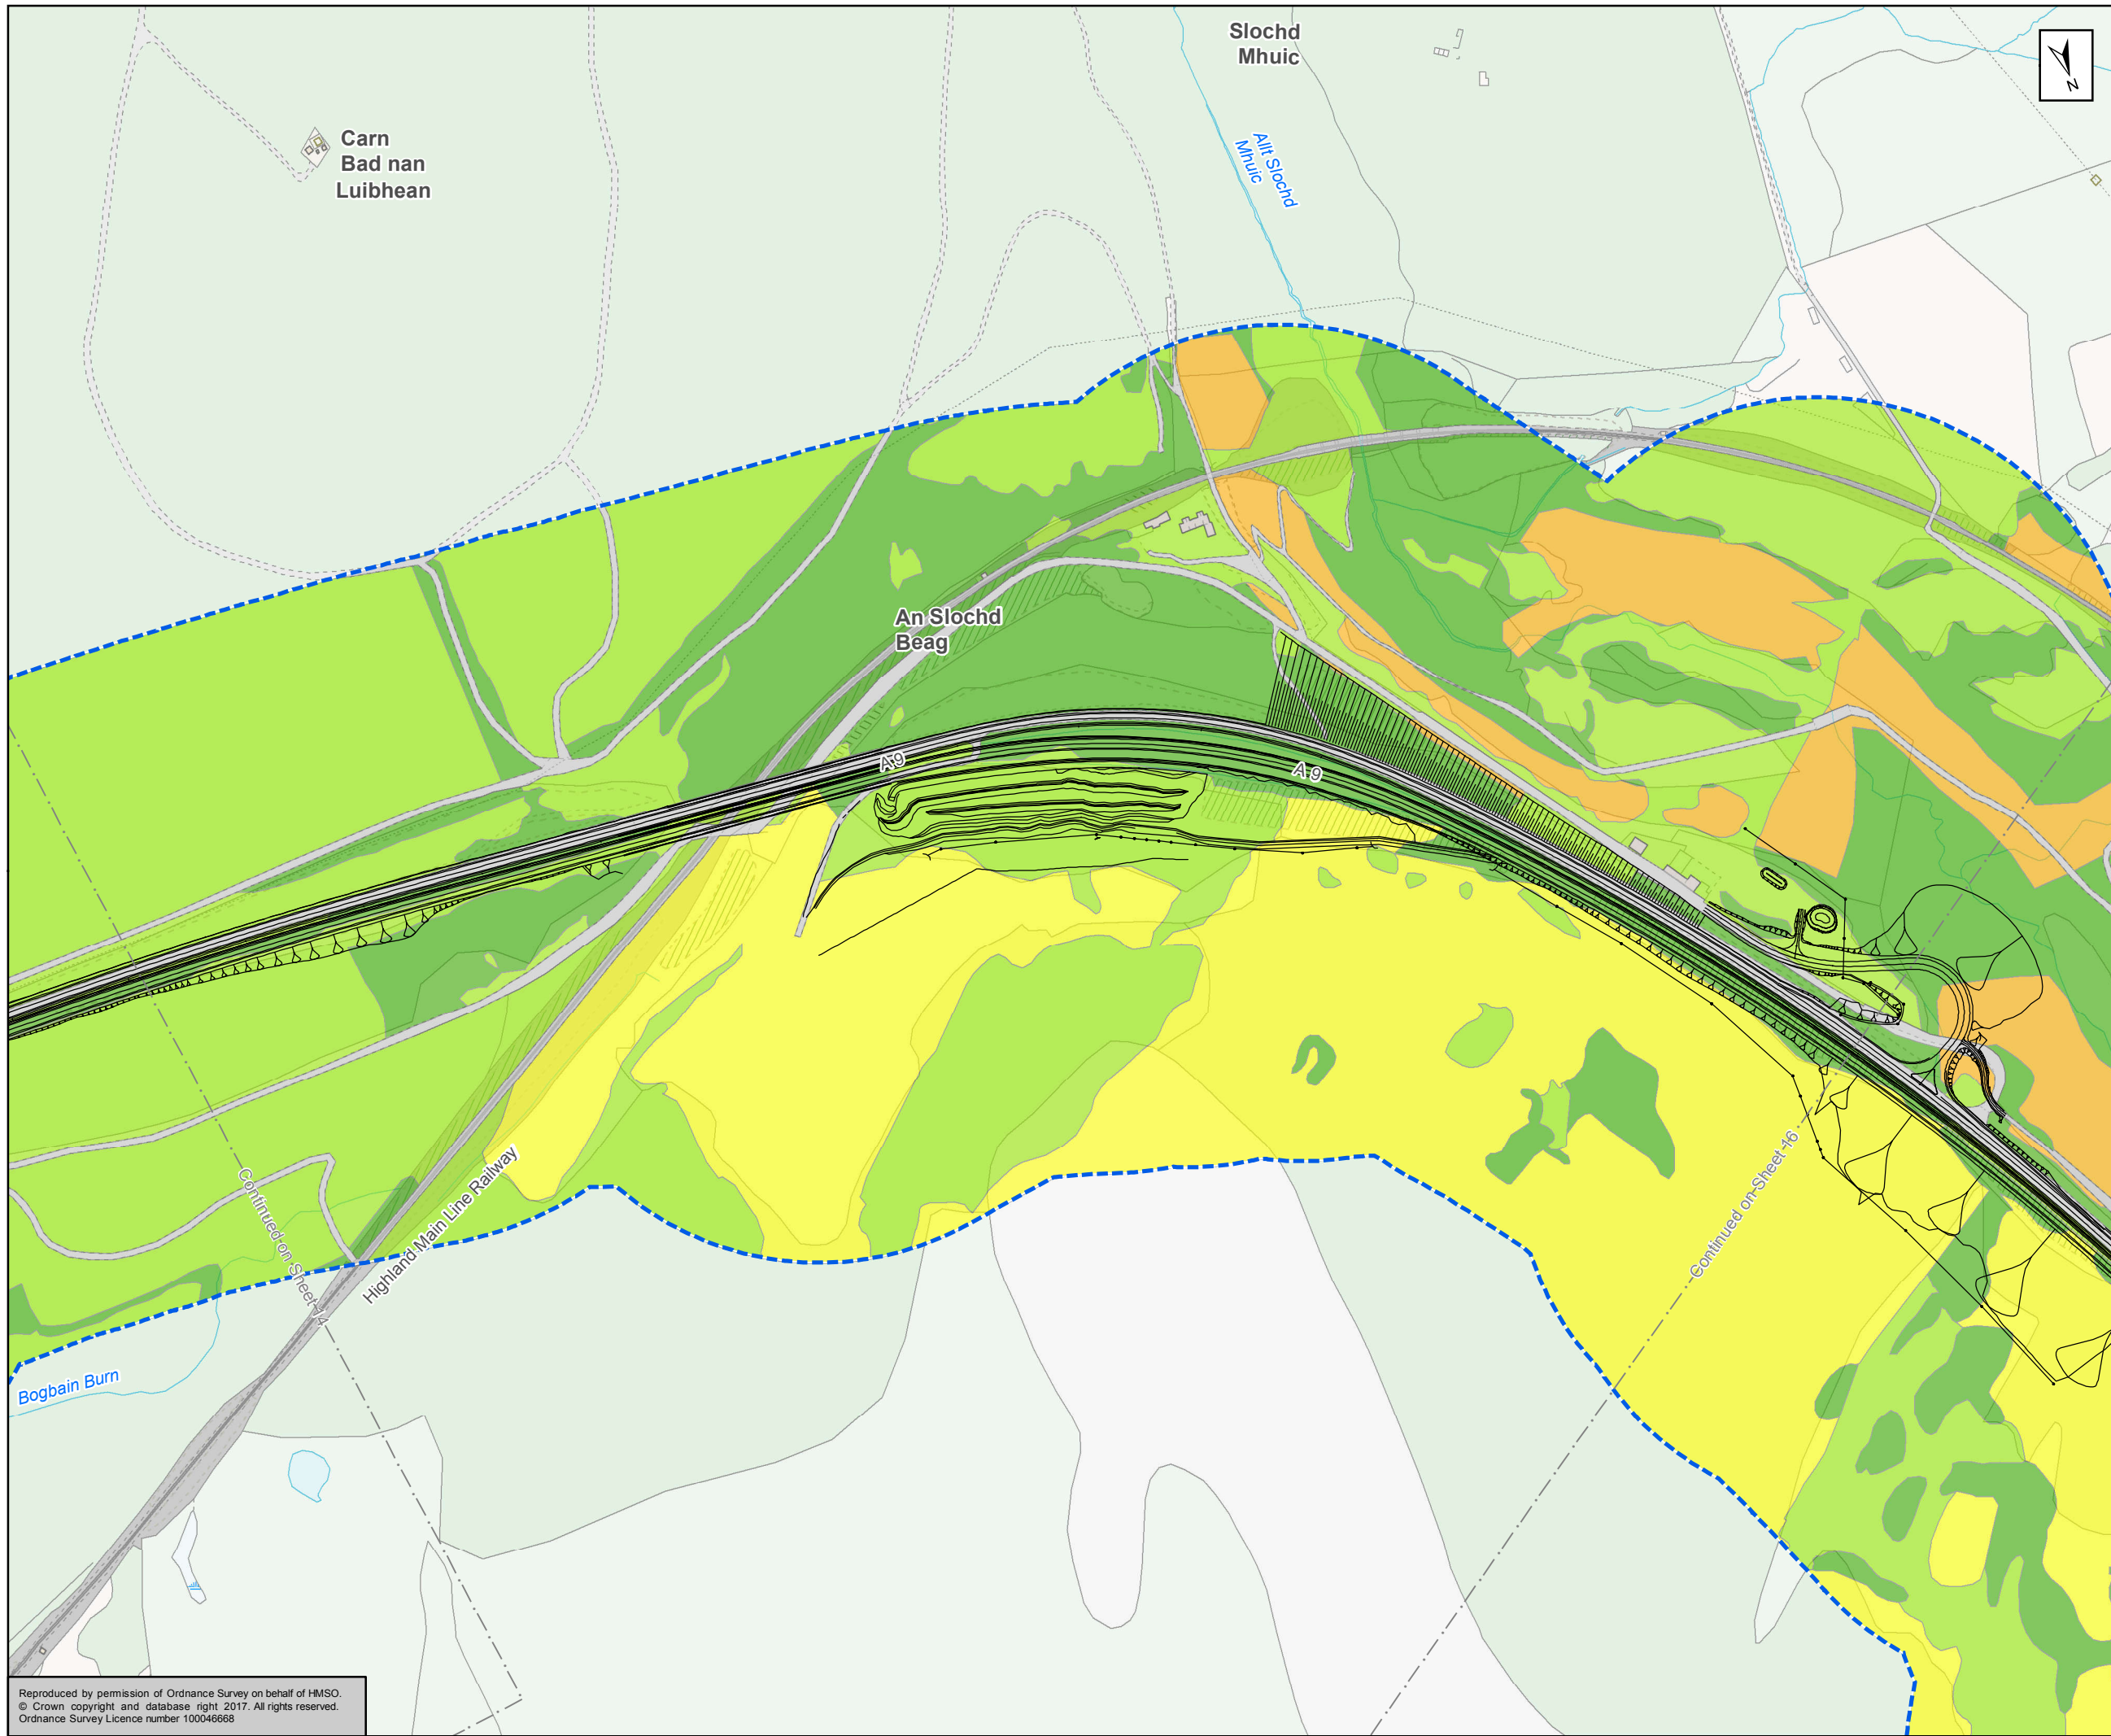 Slochd
Mhuic
N
Carn
Bad nan
Luibhean
Allt Slochd
Mhuic
An Slochd
Beag
A 9
A 9
Continued on Sheet 14
Highland Main Line Railway
Continued on Sheet 16
Bogbain Burn
Reproduced by permission of Ordnance Survey on behalf of HMSO.
© Crown copyright and database right 2017. All rights reserved.
Ordnance Survey Licence number 100046668